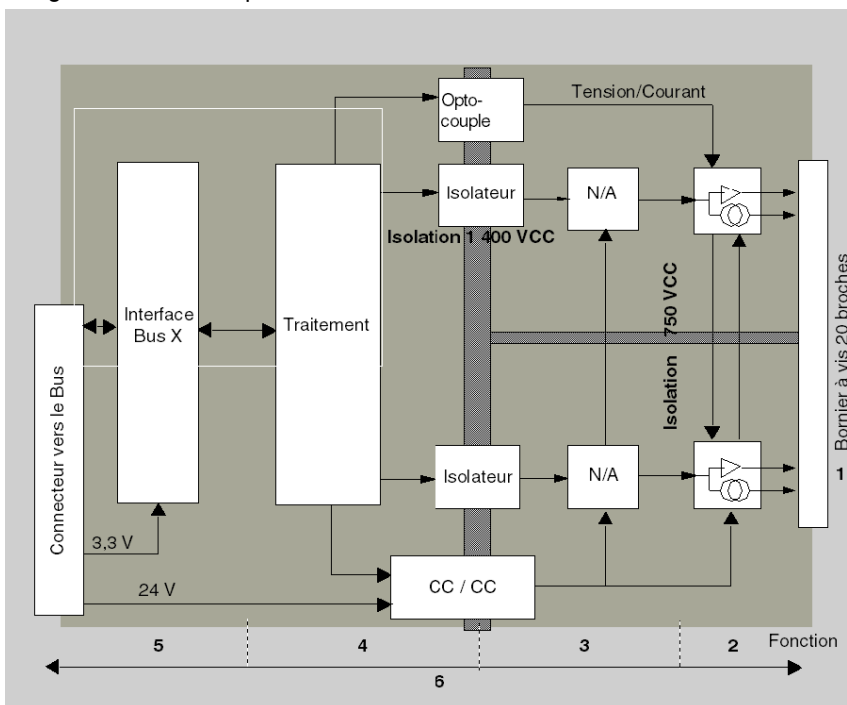 Opto-
couple
Tension/Courant
Isolateur
N/A
Isolation 1 400 VCC
Interface
Bus X
Traitement
Connecteur vers le Bus
Isolation 750 VCC
Bornier à vis 20 broches
1
Isolateur
N/A
3,3 V
24 V
CC / CC
5
4
3
2
Fonction
6